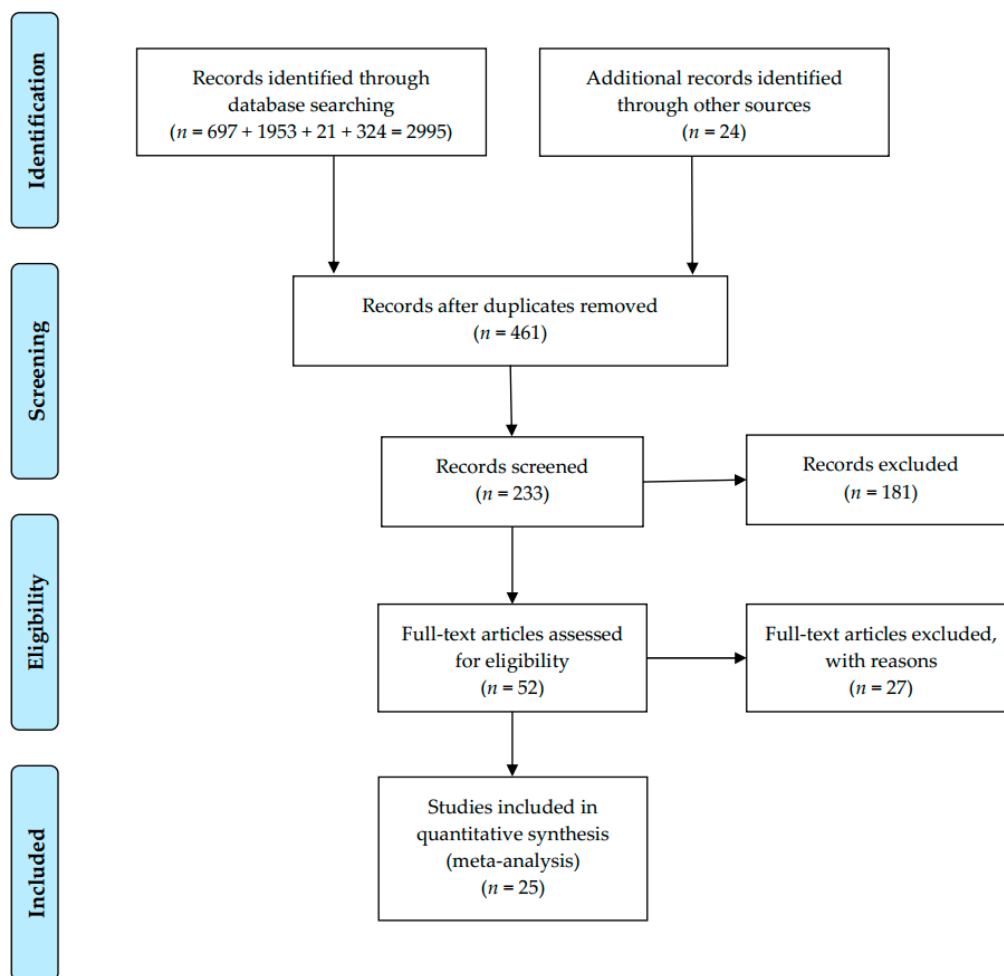 Identification
Records identified through
database searching
(n = 697 + 1953 + 21 + 324 = 2995)
Additional records identified
through other sources
(n = 24)
Screening
Records after duplicates removed
(n = 461)
Records screened
(n = 233)
Records excluded
(n = 181)
Eligibility
Full-text articles assessed
for eligibility
(n = 52)
Full-text articles excluded,
with reasons
(n = 27)
Included
Studies included in
quantitative synthesis
(meta-analysis)
(n = 25)